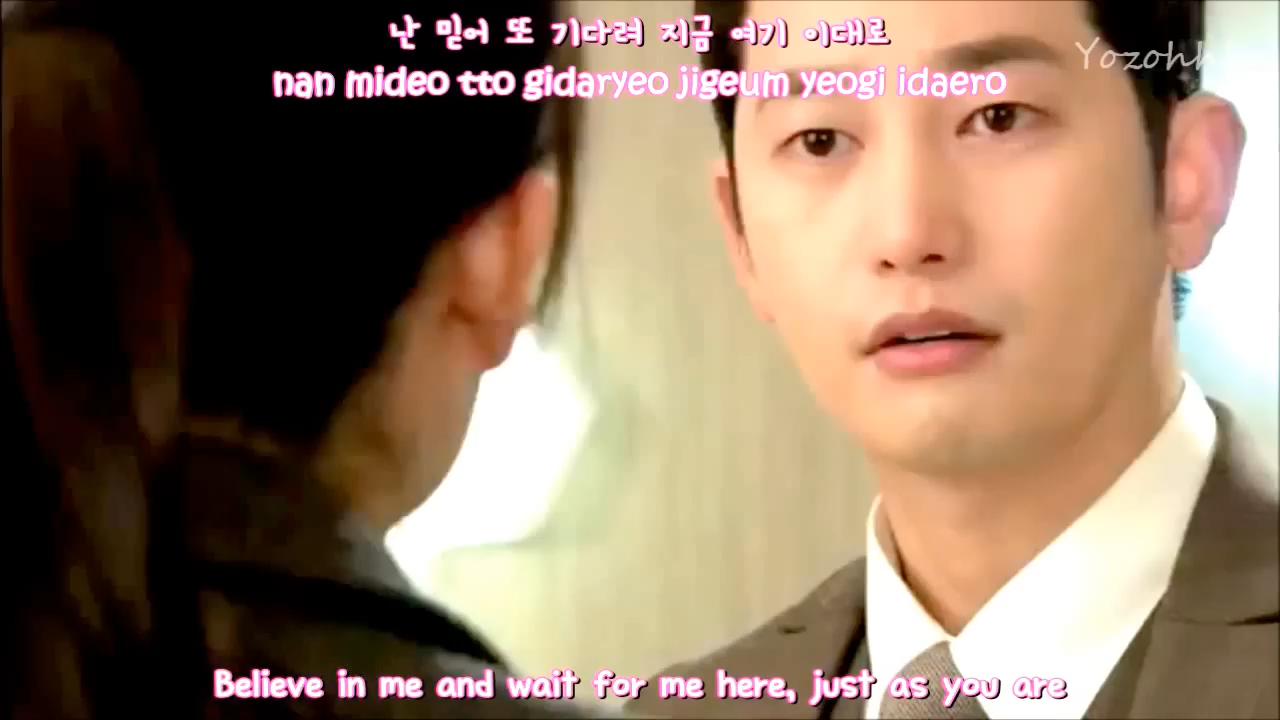 난 믿어 또 기다려 지금 여기 이대로
Yozohh
nan mideo tto gidaryeo jigeum yeogi idaero
Believe in me and wait for me here, just as you are